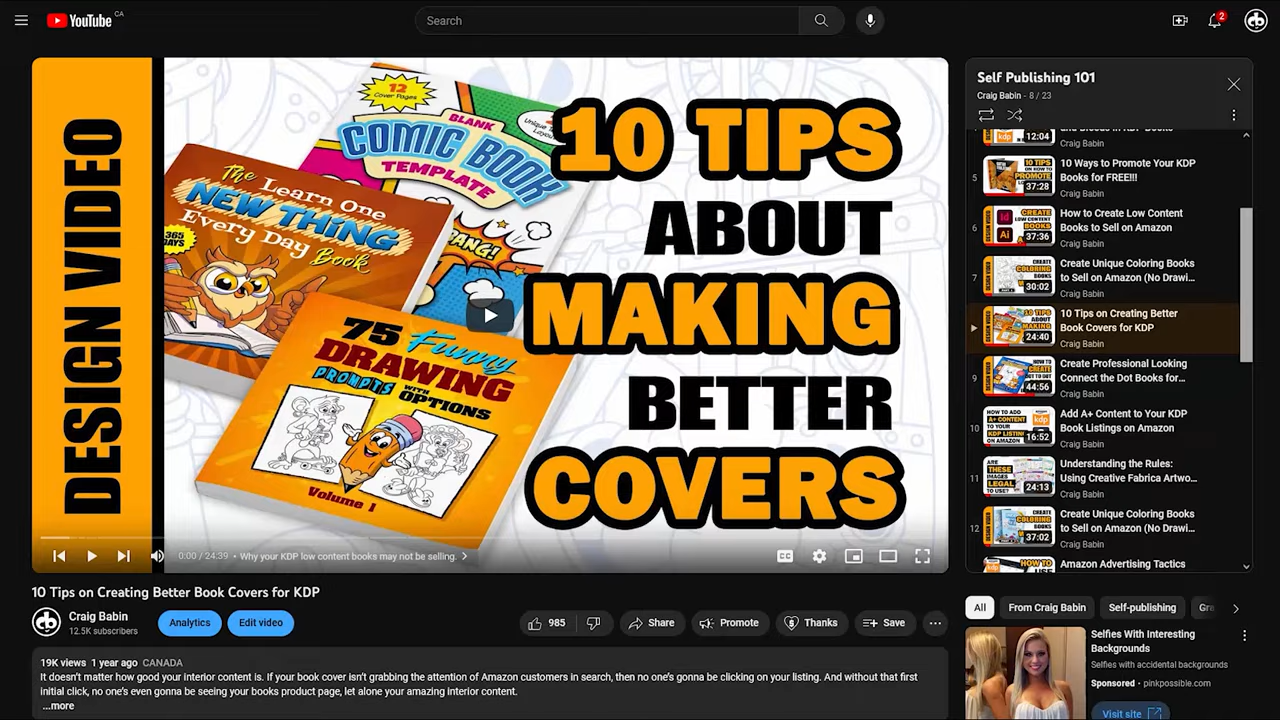 YouTube CA
Search
2
DESIGN VIDEO
12
Cover Pages
BLANK
COMIC BOOK
TEMPLATE
The Learn One
NEW THING
Every Day
Book
365
DAYS
BANG!
75 Funny
DRAWING
PROMPTS WITH
OPTIONS
Volume 1
10 TIPS
ABOUT
MAKING
BETTER
COVERS
0:00 / 24:39 • Why your KDP low content books may not be selling.
CC
10 Tips on Creating Better Book Covers for KDP
Craig Babin
12.5K subscribers
Analytics
Edit video
985
Share
Promote
Thanks
Save
19K views 1 year ago CANADA
It doesn't matter how good your interior content is. If your book cover isn't grabbing the attention of Amazon customers in search, then no one's gonna be clicking on your listing. And without that first
initial click, no one's even gonna be seeing your books product page, let alone your amazing interior content.
...more
Self Publishing 101
Craig Babin - 8 / 23
12:04
Craig Babin
5
37:28
10 Ways to Promote Your KDP
Books for FREE!!!
Craig Babin
6
37:36
How to Create Low Content
Books to Sell on Amazon
Craig Babin
7
30:02
Create Unique Coloring Books
to Sell on Amazon (No Drawi...
Craig Babin
24:40
10 Tips on Creating Better
Book Covers for KDP
Craig Babin
9
44:56
Create Professional Looking
Connect the Dot Books for...
Craig Babin
10
16:52
Add A+ Content to Your KDP
Book Listings on Amazon
Craig Babin
11
24:13
Understanding the Rules:
Using Creative Fabrica Artwo...
Craig Babin
12
37:02
Create Unique Coloring Books
to Sell on Amazon (No Drawi...
Craig Babin
Amazon Advertising Tactics
All
From Craig Babin
Self-publishing
Gra
Selfies With Interesting
Backgrounds
Selfies with accidental backgrounds
Sponsored • pinkpossible.com
Visit site